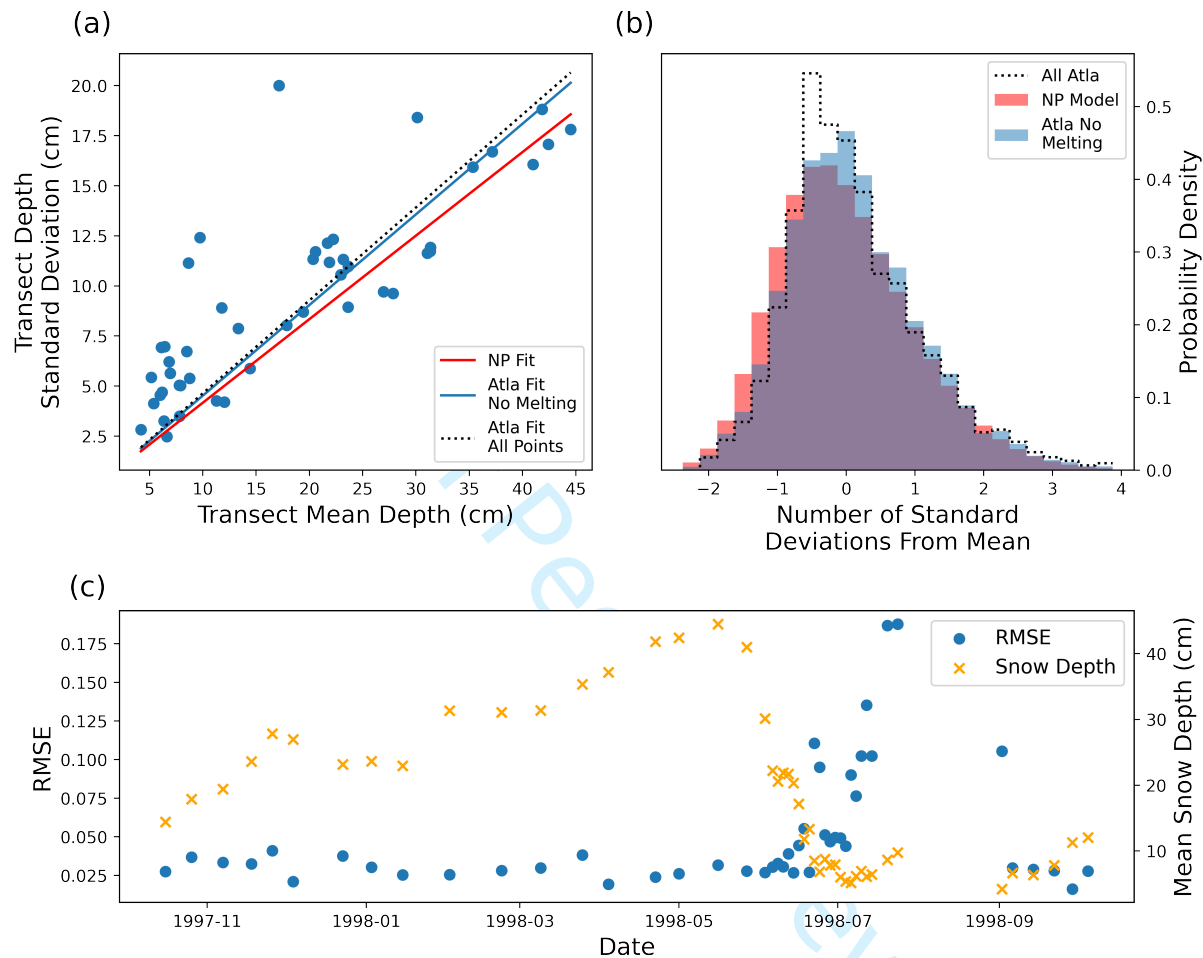 (a)
20.0
17.5
15.0
12.5
10.0
7.5
5.0
2.5
Transect Depth
Standard Deviation (cm)
5 10 15 20 25 30 35 40 45
Transect Mean Depth (cm)
NP Fit
Atla Fit
No Melting
Atla Fit
All Points
(b)
All Atla
NP Model
Atla No
Melting
0.5
0.4
0.3
0.2
0.1
0.0
Probability Density
−2 −1 0 1 2 3 4
Number of Standard
Deviations From Mean
(c)
0.175
0.150
0.125
0.100
0.075
0.050
0.025
RMSE
RMSE
Snow Depth
40
30
20
10
Mean Snow Depth (cm)
1997-11 1998-01 1998-03 1998-05 1998-07 1998-09
Date